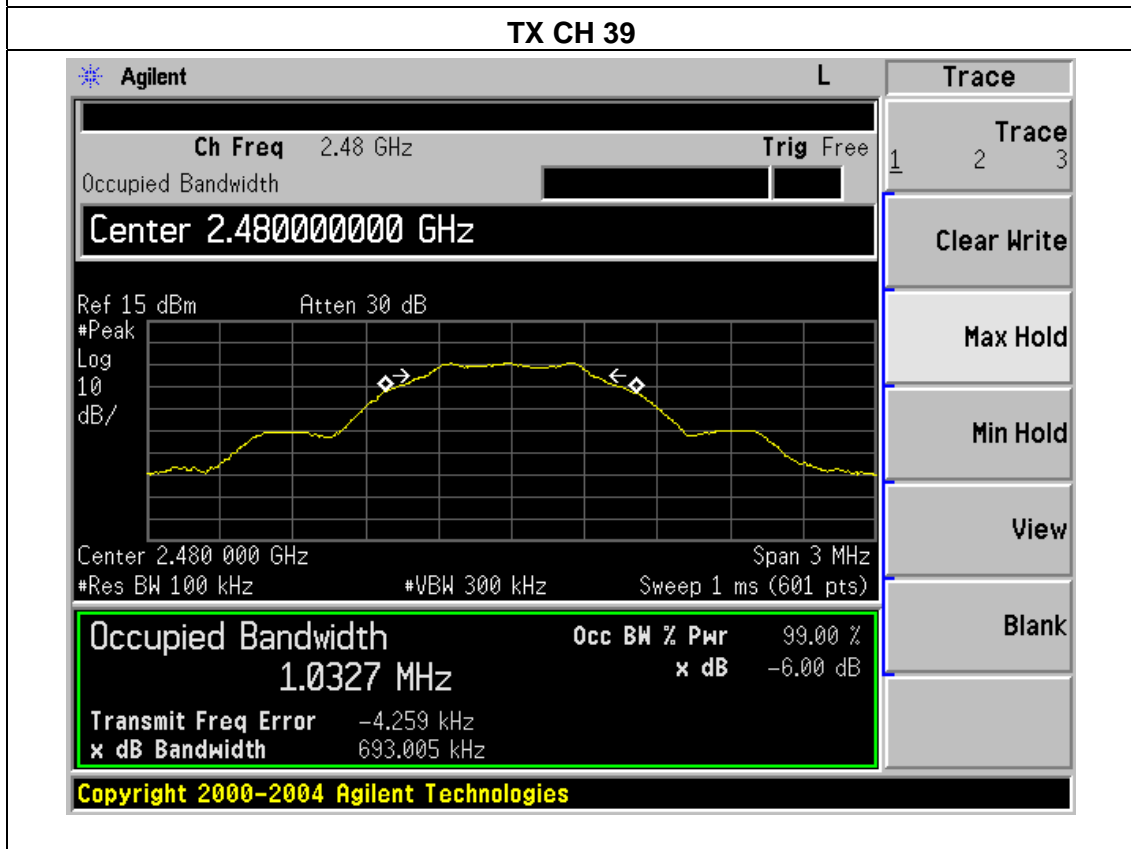 TX CH 39
Agilent L Trace
Ch Freq 2.48 GHz Trig Free
Occupied Bandwidth
Center 2.480000000 GHz
Ref 15 dBm Atten 30 dB
#Peak
Log
10
dB/
Center 2.480 000 GHz Span 3 MHz
#Res BW 100 kHz #VBW 300 kHz Sweep 1 ms (601 pts)
Occupied Bandwidth
1.0327 MHz
Occ BW % Pwr 99.00 %
x dB -6.00 dB
Transmit Freq Error -4.259 kHz
x dB Bandwidth 693.005 kHz
Trace
1 2 3
Clear Write
Max Hold
Min Hold
View
Blank
Copyright 2000-2004 Agilent Technologies